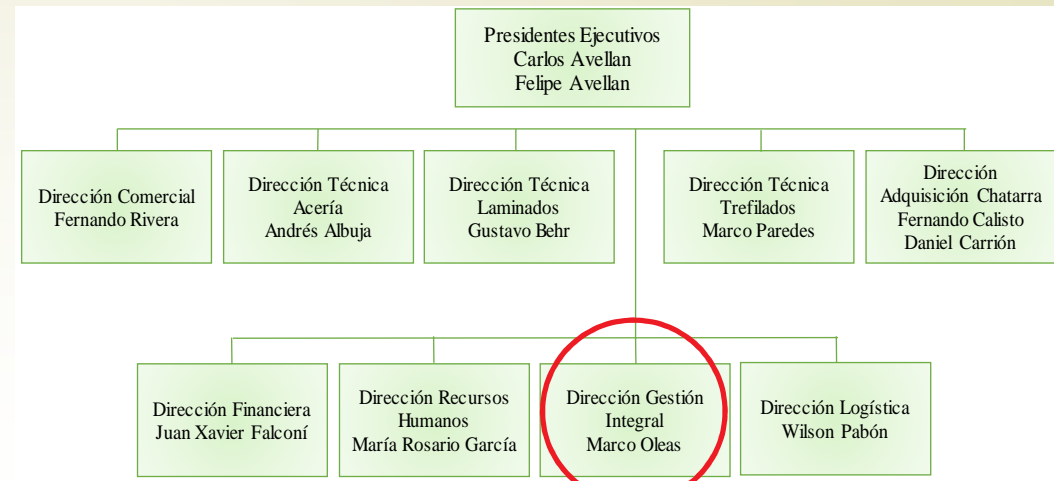 Presidentes Ejecutivos
Carlos Avellan
Felipe Avellan
Dirección Comercial
Fernando Rivera
Dirección Técnica
Acería
Andrés Albuja
Dirección Técnica
Laminados
Gustavo Behr
Dirección Técnica
Trefilados
Marco Paredes
Dirección
Adquisición Chatarra
Fernando Calisto
Daniel Carrión
Dirección Financiera
Juan Xavier Falconí
Dirección Recursos
Humanos
María Rosario García
Dirección Gestión
Integral
Marco Oleas
Dirección Logística
Wilson Pabón